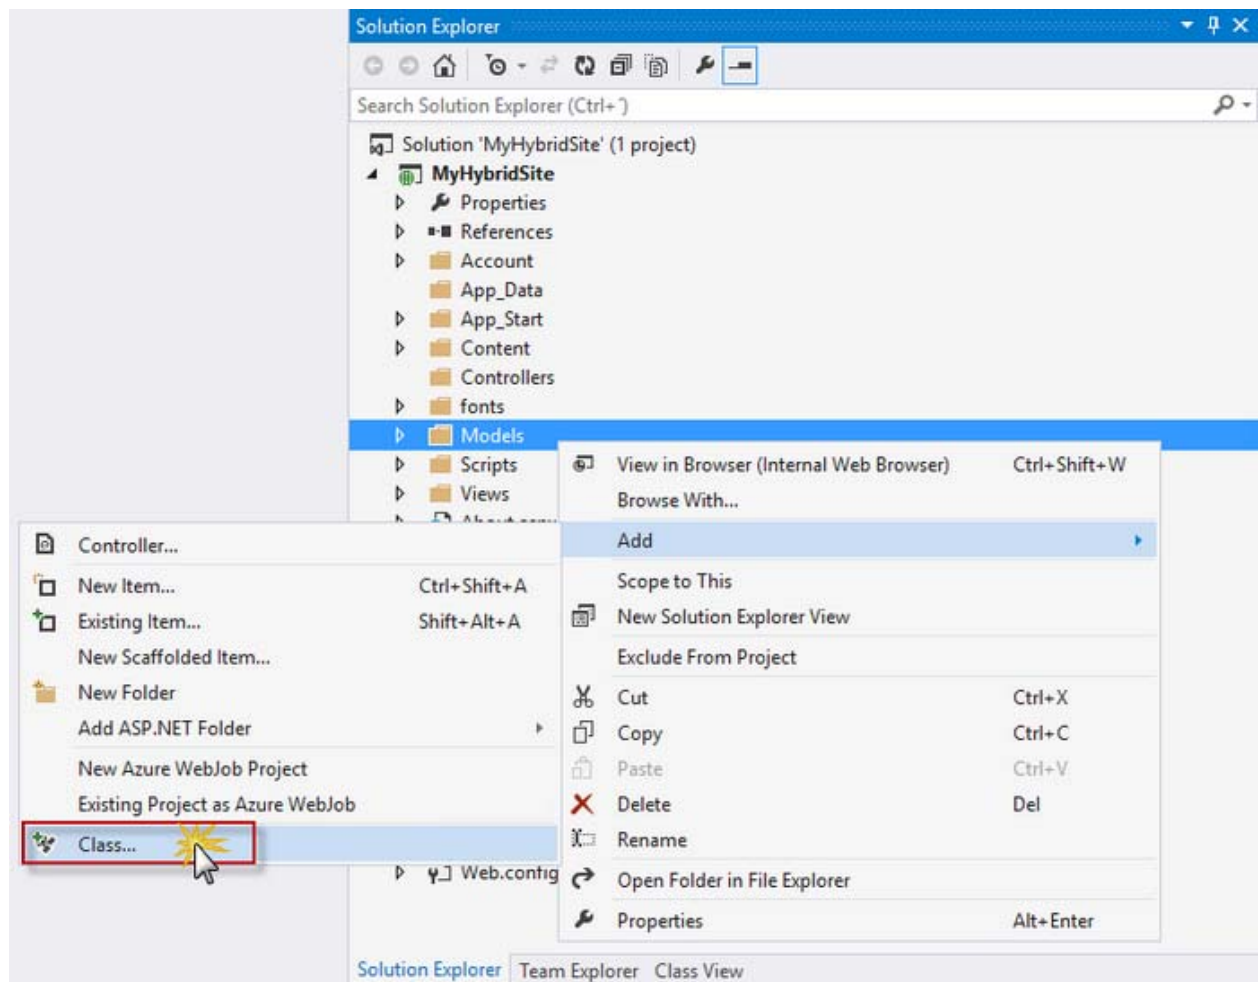 Solution Explorer
Search Solution Explorer (Ctrl+¨)
Solution 'MyHybridSite' (1 project)
MyHybridSite
Properties
References
Account
App_Data
App_Start
Content
Controllers
fonts
Models
Scripts
Views
View in Browser (Internal Web Browser) Ctrl+Shift+W
Browse With...
Add
Scope to This
New Solution Explorer View
Exclude From Project
Cut Ctrl+X
Copy Ctrl+C
Paste Ctrl+V
Delete Del
Rename
Open Folder in File Explorer
Properties Alt+Enter
Controller...
New Item... Ctrl+Shift+A
Existing Item... Shift+Alt+A
New Scaffolded Item...
New Folder
Add ASP.NET Folder
New Azure WebJob Project
Existing Project as Azure WebJob
Class...
Web.config
Solution Explorer Team Explorer Class View